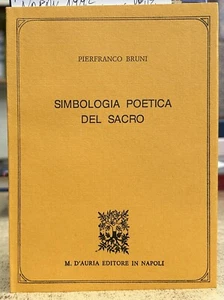 PIERFRANCO BRUNI
SIMBOLOGIA POETICA
DEL SACRO
M. D'AURIA EDITORE IN NAPOLI